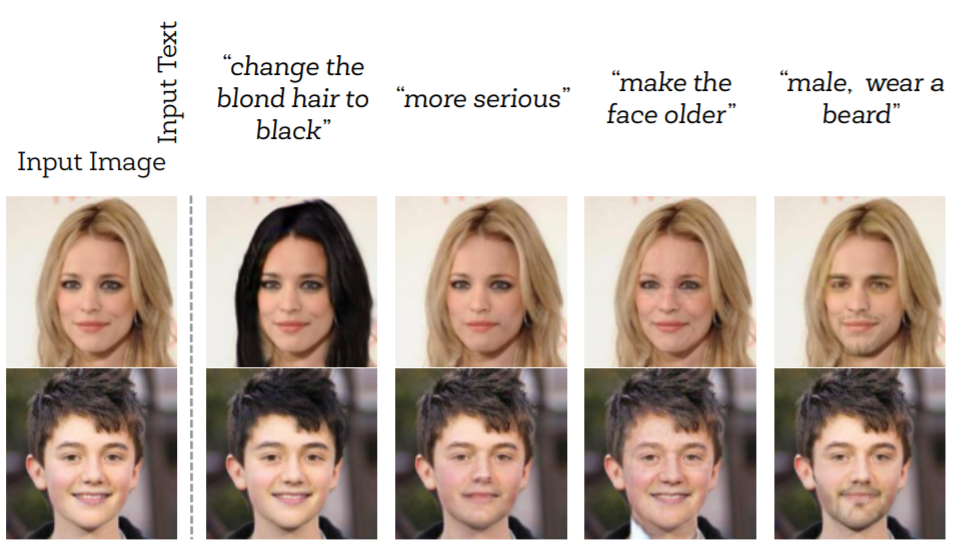 Input Text
“change the
blond hair to
black”
“more serious”
“make the
face older”
“male, wear a
beard”
Input Image